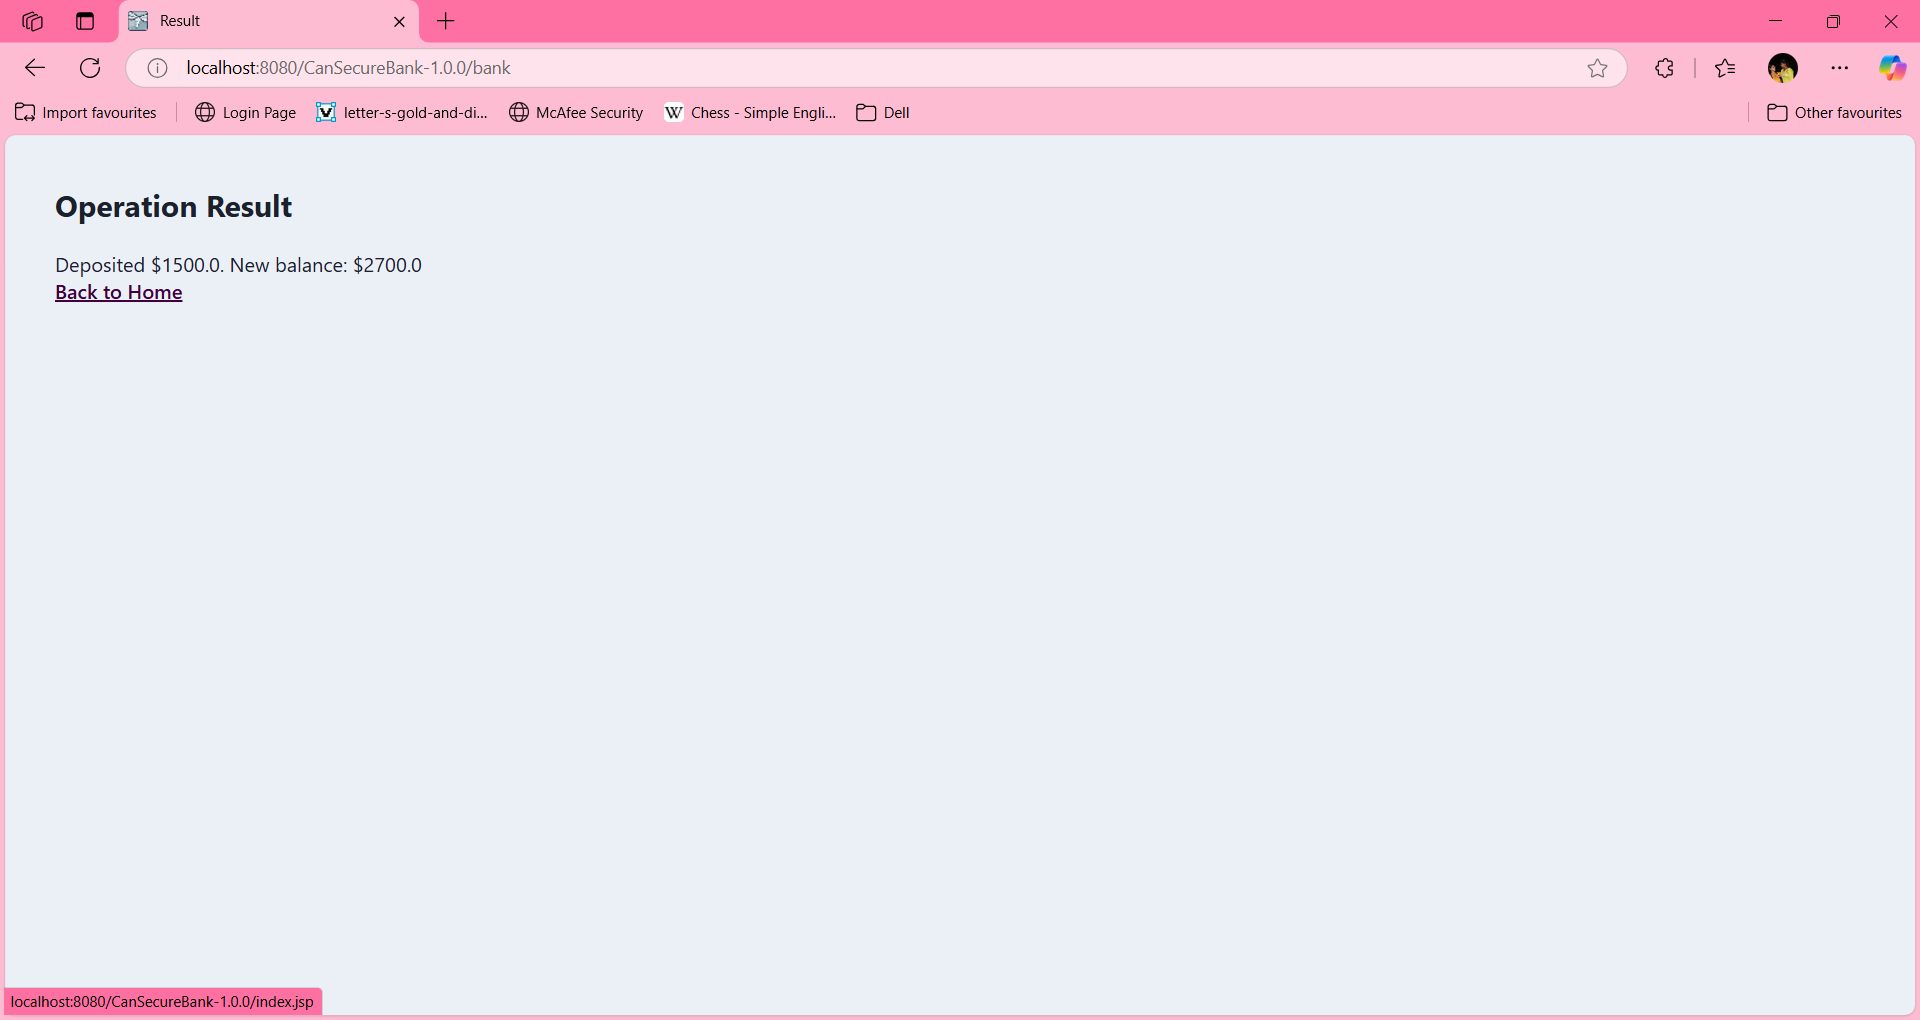 Result
localhost:8080/CanSecureBank-1.0.0/bank
Import favourites
Login Page
letter-s-gold-and-di...
McAfee Security
W
Chess - Simple Engli...
Dell
Other favourites
Operation Result
Deposited $1500.0. New balance: $2700.0
Back to Home
localhost:8080/CanSecureBank-1.0.0/index.jsp